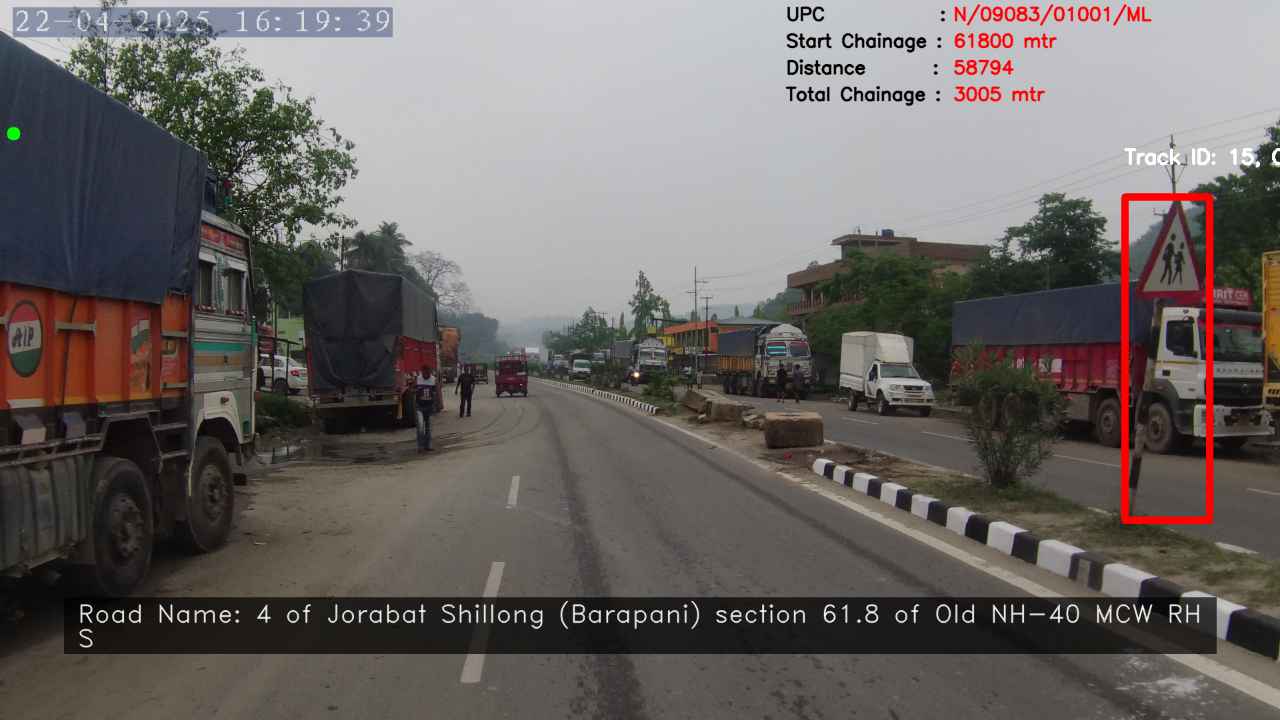 22-04-2025 16:19:39
UPC : N/09083/01001/ML
Start Chainage : 61800 mtr
Distance : 58794
Total Chainage : 3005 mtr
Track ID: 15,
AIP
Road Name: 4 of Jorabat Shillong (Barapani) section 61.8 of Old NH-40 MCW RH
S